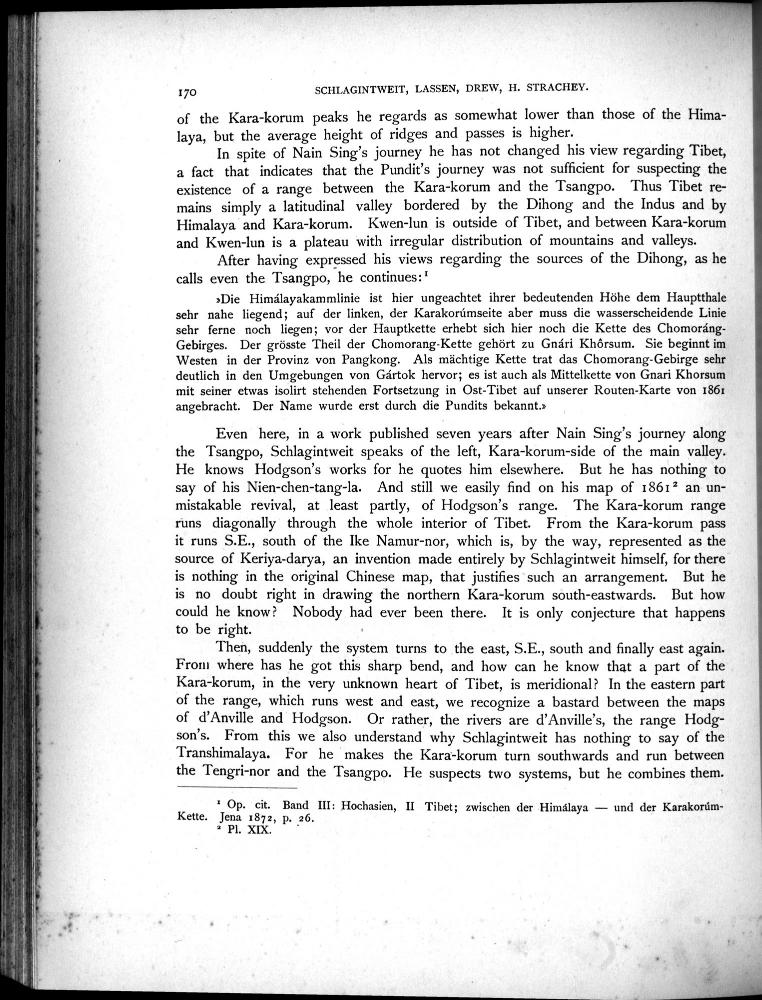 170
SCHLAGINTWEIT, LASSEN, DREW, H. STRACHEY.
of the Kara-korum peaks he regards as somewhat lower than those of the Hima-
laya, but the average height of ridges and passes is higher.
In spite of Nain Sing's journey he has not changed his view regarding Tibet,
a fact that indicates that the Pundit's journey was not sufficient for suspecting the
existence of a range between the Kara-korum and the Tsangpo. Thus Tibet re-
mains simply a latitudinal valley bordered by the Dihong and the Indus and by
Himalaya and Kara-korum. Kwen-lun is outside of Tibet, and between Kara-korum
and Kwen-lun is a plateau with irregular distribution of mountains and valleys.
After having expressed his views regarding the sources of the Dihong, as he
calls even the Tsangpo, he continues:¹
»Die Himálayakammlinie ist hier ungeachtet ihrer bedeutenden Höhe dem Hauptthale
sehr nahe liegend; auf der linken, der Karakorúmseite aber muss die wasserscheidende Linie
sehr ferne noch liegen; vor der Hauptkette erhebt sich hier noch die Kette des Chomoráng-
Gebirges. Der grösste Theil der Chomorang-Kette gehört zu Gnári Khôrsum. Sie beginnt im
Westen in der Provinz von Pangkong. Als mächtige Kette trat das Chomorang-Gebirge sehr
deutlich in den Umgebungen von Gártok hervor; es ist auch als Mittelkette von Gnari Khorsum
mit seiner etwas isolirt stehenden Fortsetzung in Ost-Tibet auf unserer Routen-Karte von 1861
angebracht. Der Name wurde erst durch die Pundits bekannt.»
Even here, in a work published seven years after Nain Sing's journey along
the Tsangpo, Schlagintweit speaks of the left, Kara-korum-side of the main valley.
He knows Hodgson's works for he quotes him elsewhere. But he has nothing to
say of his Nien-chen-tang-la. And still we easily find on his map of 1861² an un-
mistakable revival, at least partly, of Hodgson's range. The Kara-korum range
runs diagonally through the whole interior of Tibet. From the Kara-korum pass
it runs S.E., south of the Ike Namur-nor, which is, by the way, represented as the
source of Keriya-darya, an invention made entirely by Schlagintweit himself, for there
is nothing in the original Chinese map, that justifies such an arrangement. But he
is no doubt right in drawing the northern Kara-korum south-eastwards. But how
could he know? Nobody had ever been there. It is only conjecture that happens
to be right.
Then, suddenly the system turns to the east, S.E., south and finally east again.
From where has he got this sharp bend, and how can he know that a part of the
Kara-korum, in the very unknown heart of Tibet, is meridional? In the eastern part
of the range, which runs west and east, we recognize a bastard between the maps
of d'Anville and Hodgson. Or rather, the rivers are d'Anville's, the range Hodg-
son's. From this we also understand why Schlagintweit has nothing to say of the
Transhimalaya. For he makes the Kara-korum turn southwards and run between
the Tengri-nor and the Tsangpo. He suspects two systems, but he combines them.
¹ Op. cit. Band III: Hochasien, II Tibet; zwischen der Himálaya — und der Karakorúm-
Kette. Jena 1872, p. 26.
² Pl. XIX.